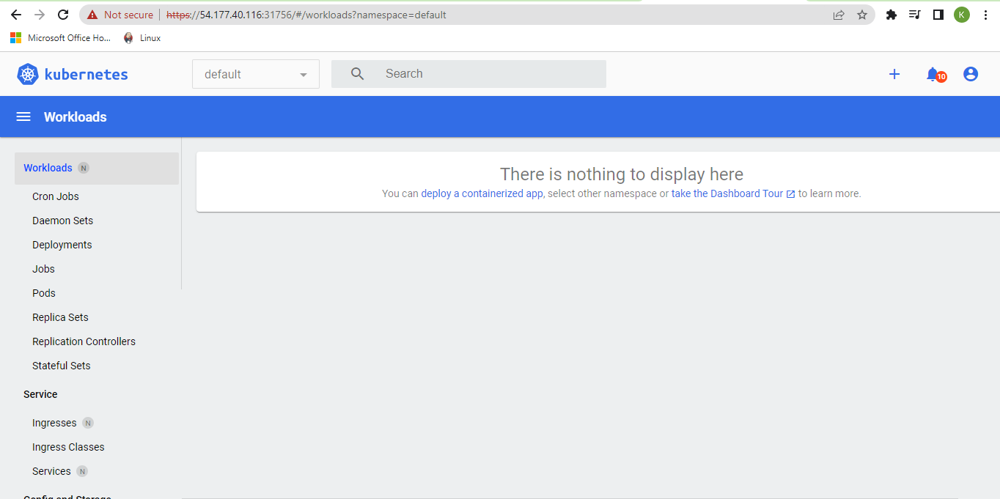 Not secure https://54.177.40.116:31756/#/workloads?namespace=default K
Microsoft Office Ho... Linux
kubernetes default Search 10
Workloads
Workloads N
Cron Jobs
Daemon Sets
Deployments
Jobs
Pods
Replica Sets
Replication Controllers
Stateful Sets
Service
Ingresses N
Ingress Classes
Services N
Config and Storage
There is nothing to display here
You can deploy a containerized app, select other namespace or take the Dashboard Tour to learn more.